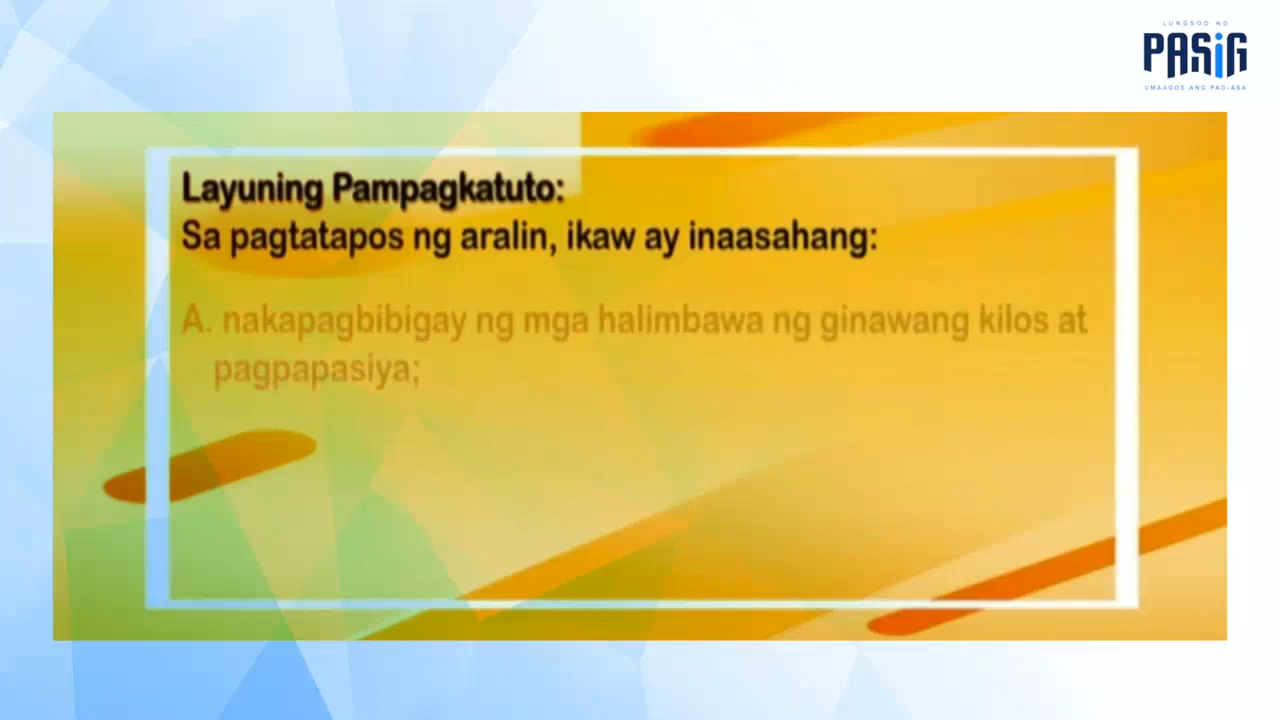 LUNGSOD NG
PASiG
UMAAGOS ANG PAG-ASA
Layuning Pampagkatuto:
Sa pagtatapos ng aralin, ikaw ay inaasahang:
A. nakapagbibigay ng mga halimbawa ng ginawang kilos at
pagpapasiya;